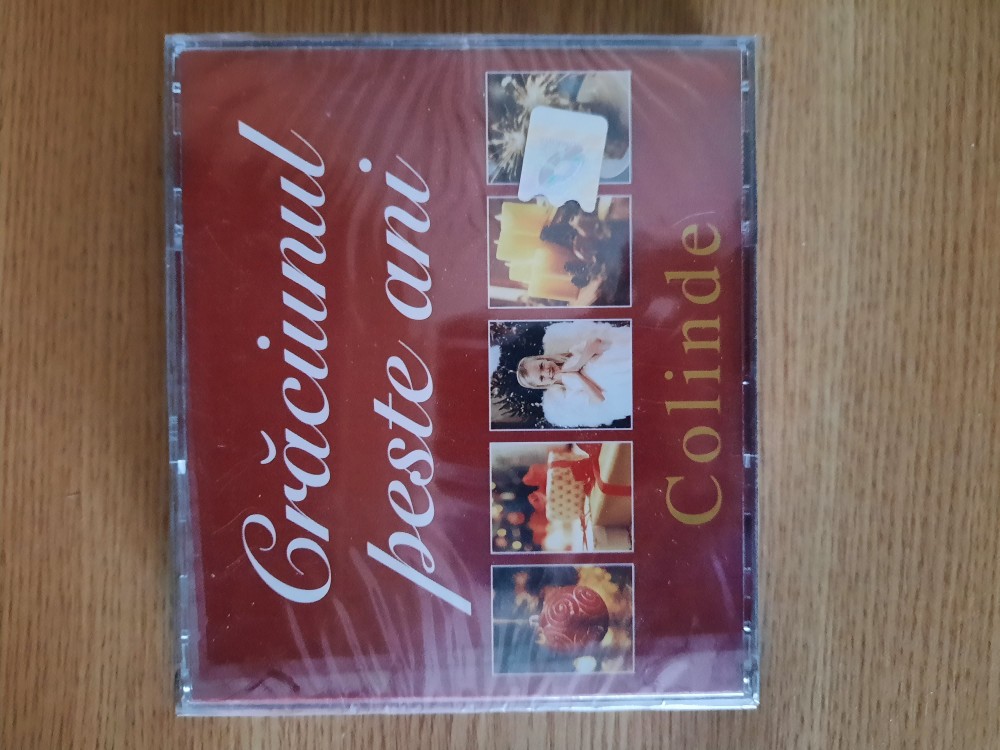 Crăciunul
peste ani
Colinde